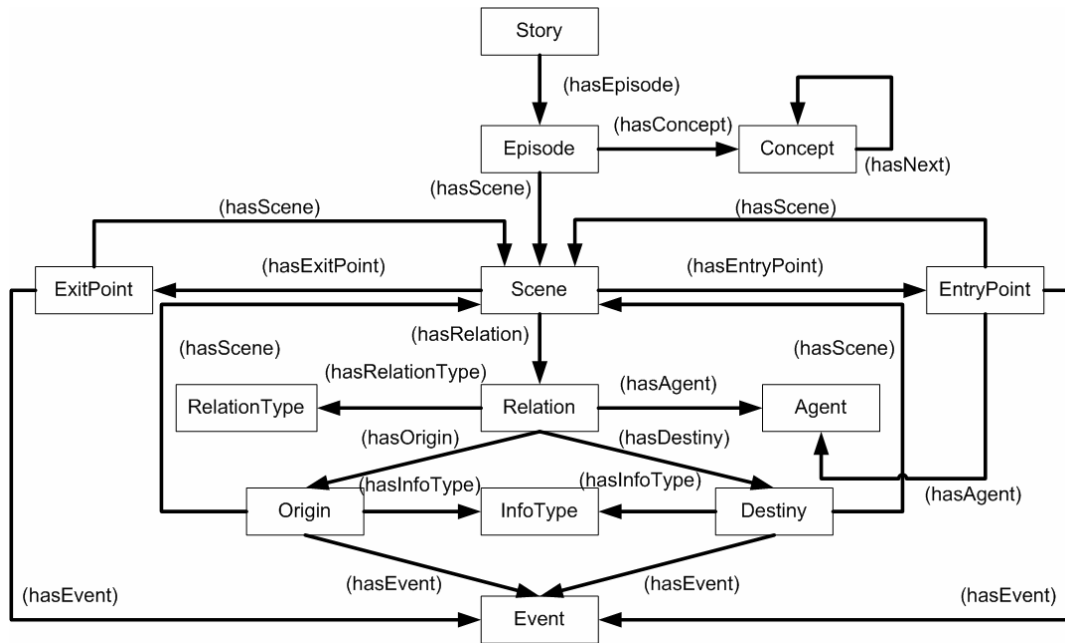 Story
(hasEpisode)
(hasConcept)
Episode
Concept
(hasNext)
(hasScene)
(hasScene)
(hasScene)
(hasExitPoint)
(hasEntryPoint)
ExitPoint
Scene
EntryPoint
(hasRelation)
(hasScene)
(hasScene)
(hasRelationType)
(hasAgent)
RelationType
Relation
Agent
(hasOrigin)
(hasDestiny)
(hasInfoType)
(hasInfoType)
(hasAgent)
Origin
InfoType
Destiny
(hasEvent)
(hasEvent)
(hasEvent)
(hasEvent)
Event